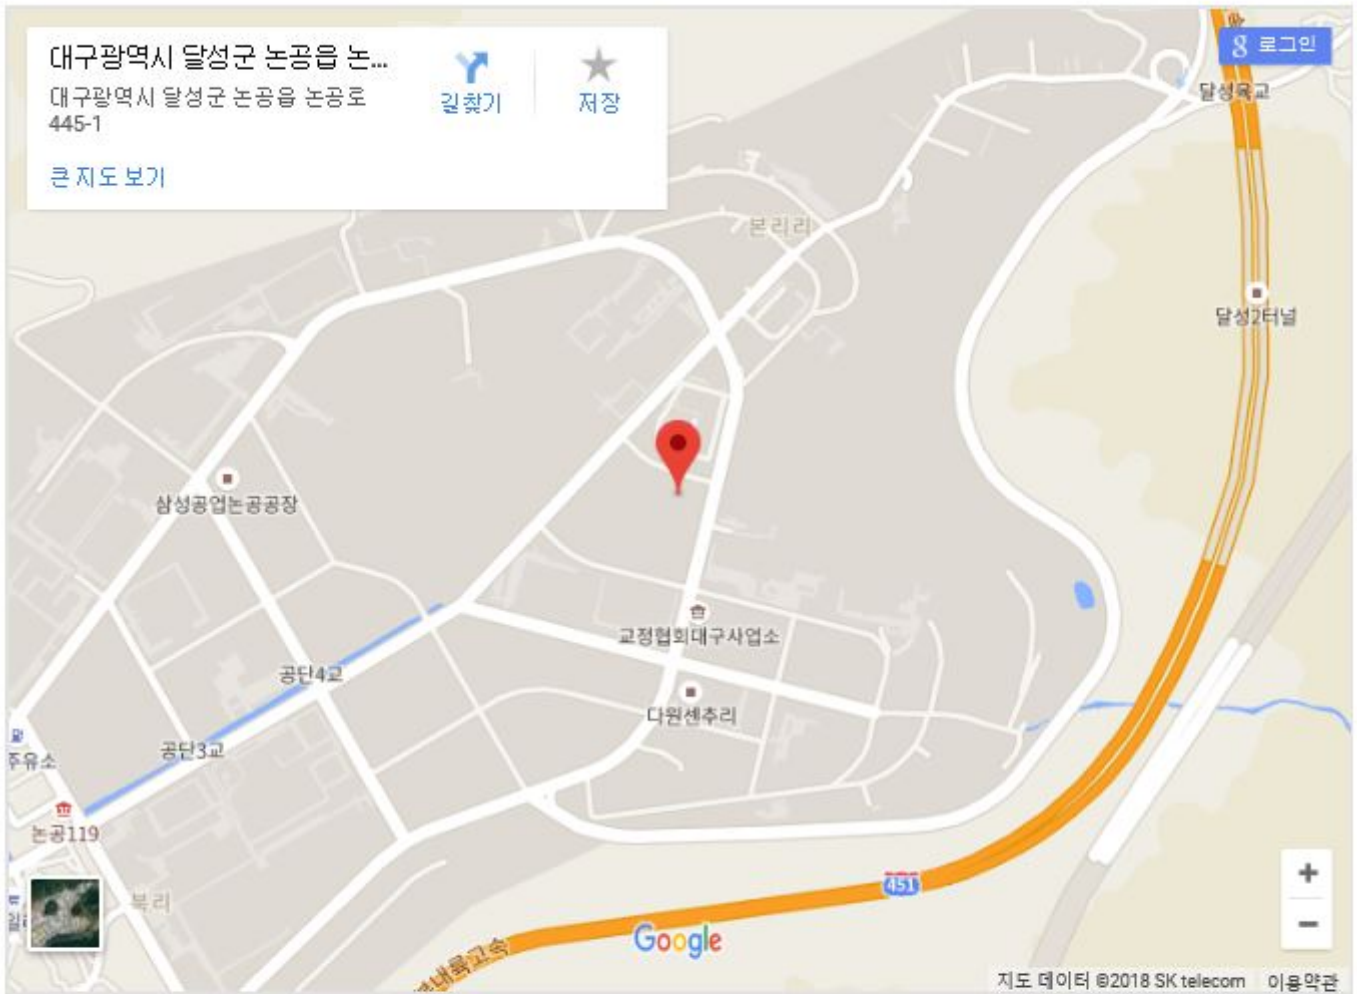 대구광역시 달성군 논공읍 논...
대구광역시 달성군 논공읍 논공로
445-1
길찾기
저장
큰 지도 보기
로그인
달성육교
본리리
달성2터널
삼성공업논공공장
교정협회대구사업소
공단4교
다원센추리
공단3교
주유소
논공119
북리
451
내륙고속
Google
지도 데이터 ©2018 SK telecom 이용약관